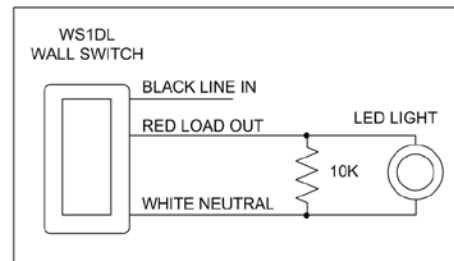 WS1DL
WALL SWITCH
BLACK LINE IN
RED LOAD OUT
LED LIGHT
10K
WHITE NEUTRAL